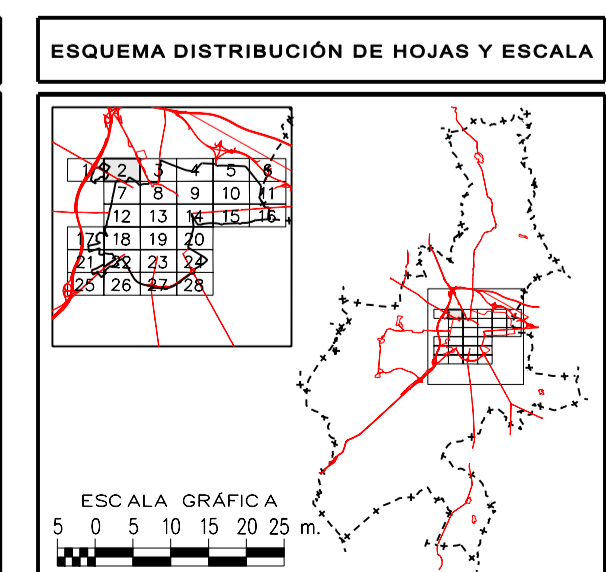 ESQUEMA DISTRIBUCIÓN DE HOJAS Y ESCALA
1 2 3 4 5 6
7 8 9 10 11
12 13 14 15 16
17 18 19 20
21 22 23 24
25 26 27 28
ESCALA GRÁFICA
5 0 5 10 15 20 25 m.